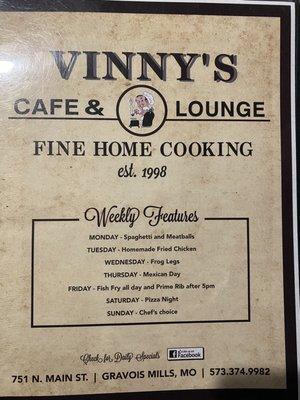 VINNY'S
CAFE & LOUNGE
FINE HOME COOKING
est. 1998
Weekly Features
MONDAY - Spaghetti and Meatballs
TUESDAY - Homemade Fried Chicken
WEDNESDAY - Frog Legs
THURSDAY - Mexican Day
FRIDAY - Fish Fry all day and Prime Rib after 5pm
SATURDAY - Pizza Night
SUNDAY - Chef's choice
Check for Daily Specials
Facebook
751 N. MAIN ST. | GRAVOIS MILLS, MO | 573.374.9982